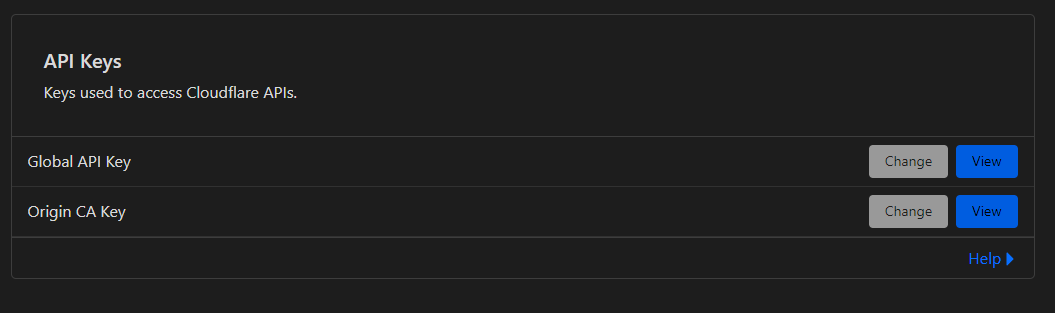 API Keys
Keys used to access Cloudflare APIs.
Global API Key Change View
Origin CA Key Change View
Help